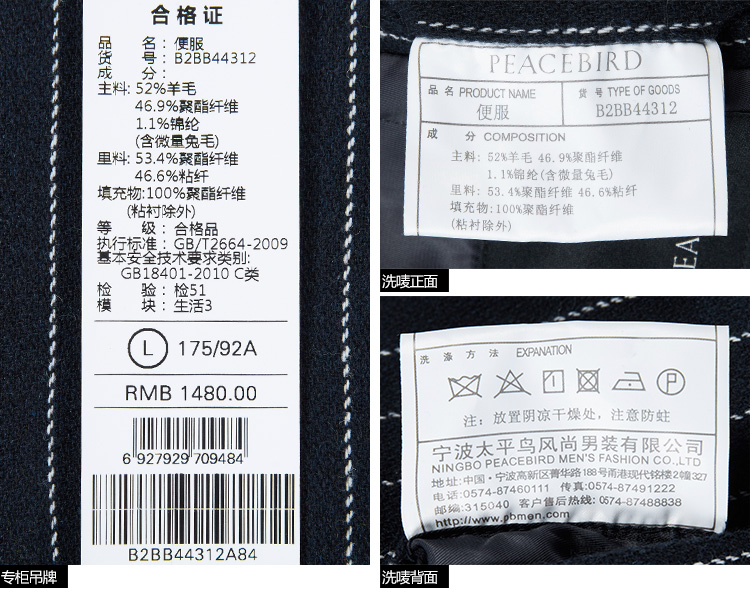 合格证
品 名: 便服
货 号: B2BB44312
成 分:
主料: 52%羊毛
46.9%聚酯纤维
1.1%锦纶
(含微量兔毛)
里料: 53.4%聚酯纤维
46.6%粘纤
填充物:100%聚酯纤维
(粘衬除外)
等 级: 合格品
执行标准: GB/T2664-2009
基本安全技术要求类别:
GB18401-2010 C类
检 验: 检51
模 块: 生活3
L 175/92A
RMB 1480.00
6 927929 709484
B2BB44312A84
专柜吊牌
PEACEBIRD
品 名 PRODUCT NAME
便服
货 号 TYPE OF GOODS
B2BB44312
成 分 COMPOSITION
主料: 52%羊毛 46.9%聚酯纤维
1.1%锦纶(含微量兔毛)
里料: 53.4%聚酯纤维 46.6%粘纤
填充物:100%聚酯纤维
(粘衬除外)
EA
洗唛正面
洗 涤 方 法 EXPANATION
P
注: 放置阴凉干燥处, 注意防蛀
宁波太平鸟风尚男装有限公司
NINGBO PEACEBIRD MEN'S FASHION CO.,LTD
地址:中国·宁波高新区菁华路188号甬港现代铭楼2幢327
电话:0574-87460111 传真:0574-87491222
邮编:315040 客户售后热线: 0574-87488838
http://www.pbmen.com
洗唛背面